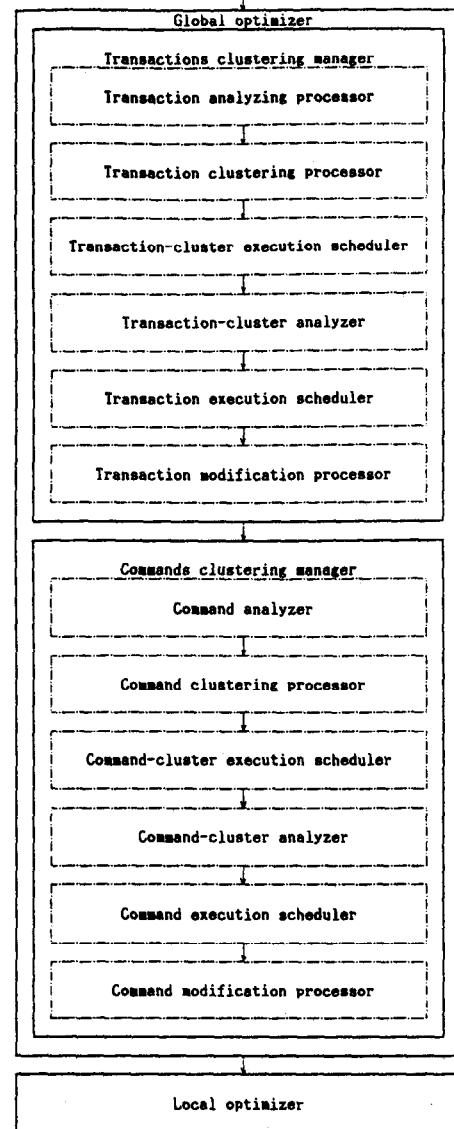 Global optimizer
Transactions clustering manager
Transaction analyzing processor
Transaction clustering processor
Transaction-cluster execution scheduler
Transaction-cluster analyzer
Transaction execution scheduler
Transaction modification processor
Commands clustering manager
Command analyzer
Command clustering processor
Command-cluster execution scheduler
Command-cluster analyzer
Command execution scheduler
Command modification processor
Local optimizer